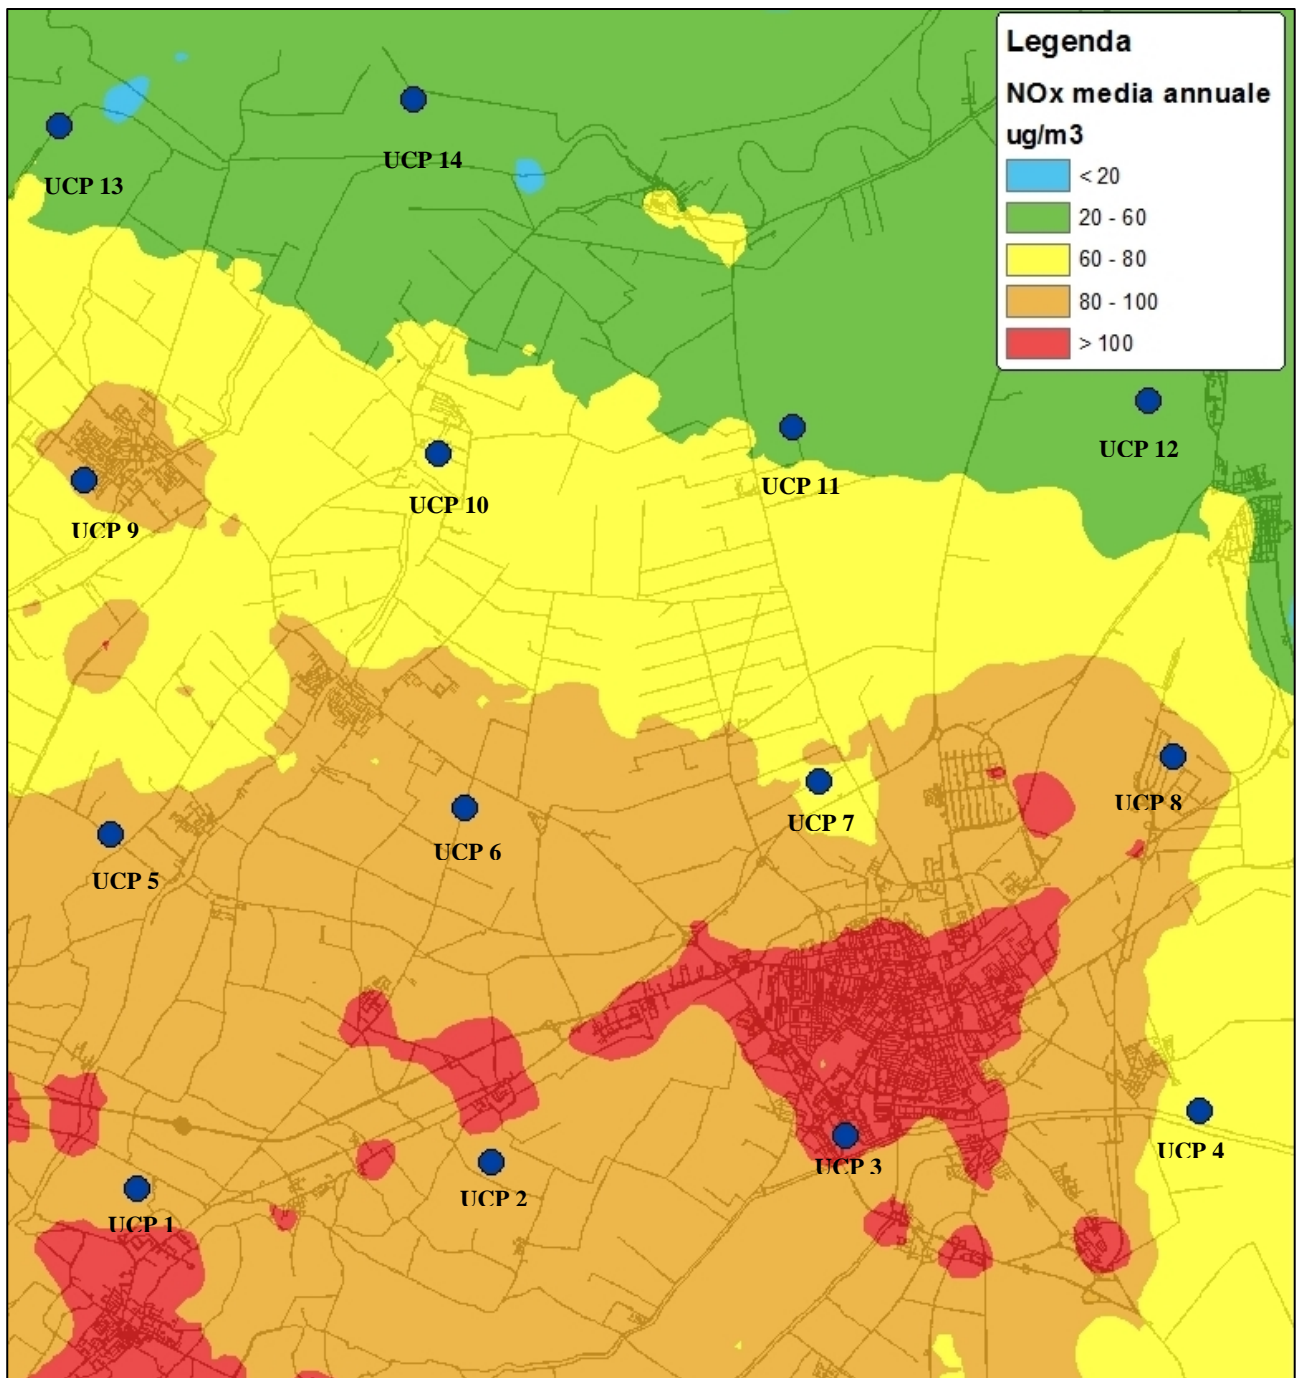 Legenda
NOx media annuale
ug/m3
< 20
20 - 60
60 - 80
80 - 100
> 100
UCP 14
UCP 13
UCP 12
UCP 11
UCP 10
UCP 9
UCP 8
UCP 7
UCP 6
UCP 5
UCP 4
UCP 3
UCP 2
UCP 1